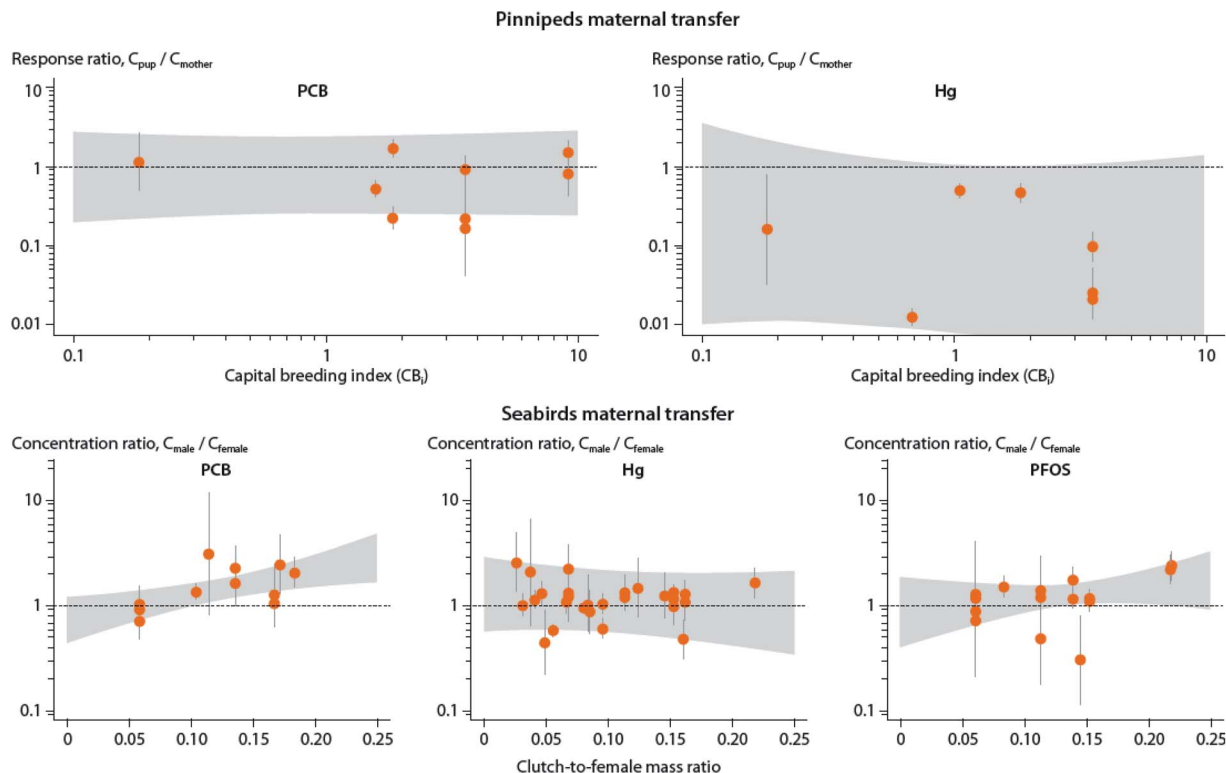 Pinnipeds maternal transfer
Response ratio, Cpup / Cmother
PCB
10
1
0.1
0.01
0.1
1
10
Capital breeding index (CBi)
Response ratio, Cpup / Cmother
Hg
10
1
0.1
0.01
0.1
1
10
Capital breeding index (CBi)
Seabirds maternal transfer
Concentration ratio, Cmale / Cfemale
PCB
10
1
0.1
0 0.05 0.10 0.15 0.20 0.25
Concentration ratio, Cmale / Cfemale
Hg
10
1
0.1
0 0.05 0.10 0.15 0.20 0.25
Concentration ratio, Cmale / Cfemale
PFOS
10
1
0.1
0 0.05 0.10 0.15 0.20 0.25
Clutch-to-female mass ratio